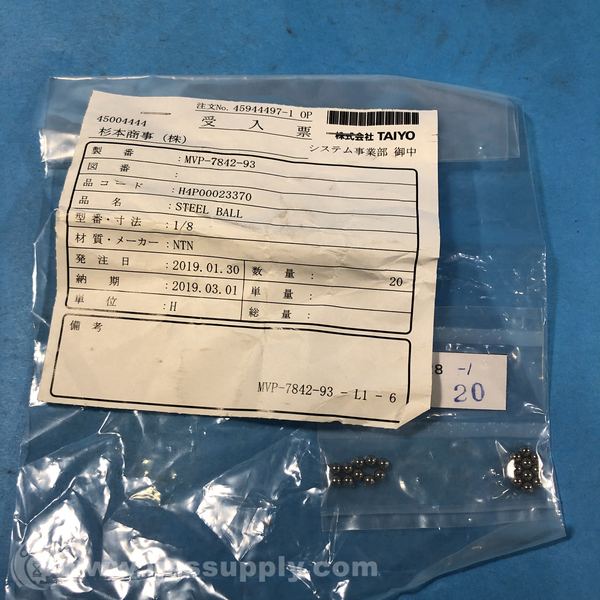 注文No. 45944497-1 OP
45004444
受 入 票
杉本商事 (株)
株式会社 TAIYO
システム事業部 御中
製 番 : MVP-7842-93
図 番 :
品コード : H4P00023370
品 名 : STEEL BALL
型番・寸法 : 1/8
材質・メーカー : NTN
発 注 日 : 2019.01.30 数 量 : 20
納 期 : 2019.03.01 単 量 :
単 位 : H 総 量 :
備 考
MVP-7842-93 - L1 - 6
8 -1
20